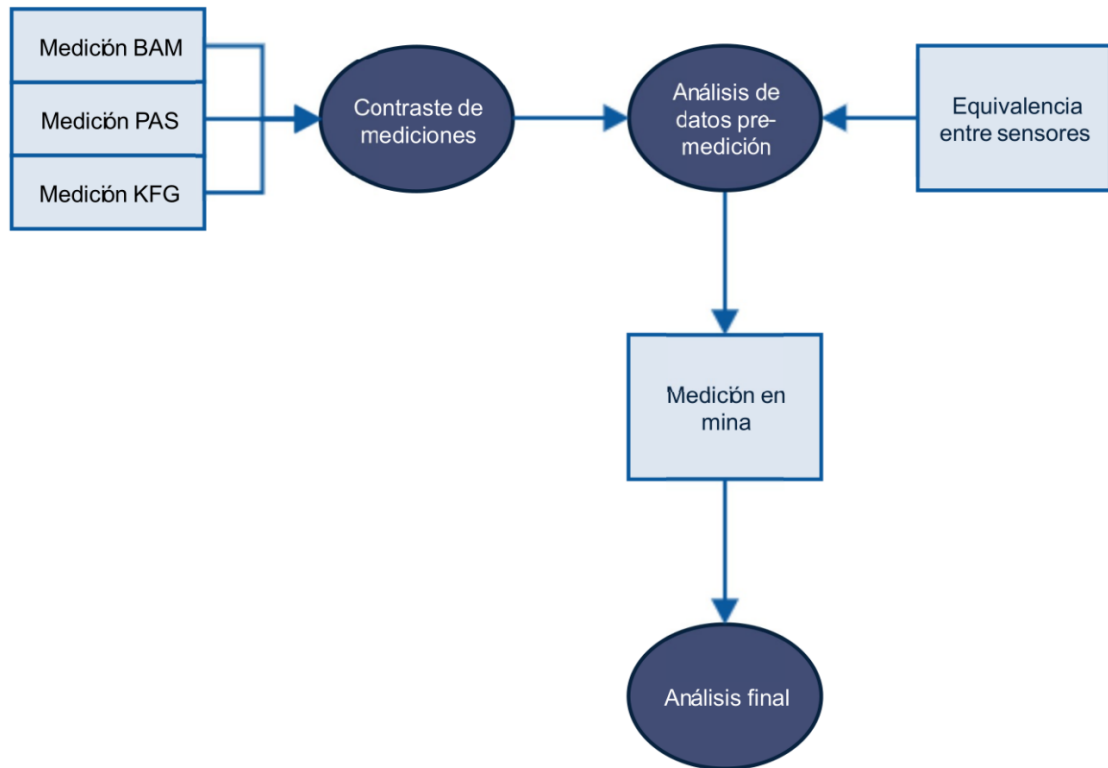 Medición BAM
Medición PAS
Medición KFG
Contraste de
mediciones
Análisis de
datos pre-
medición
Equivalencia
entre sensores
Medición en
mina
Análisis final